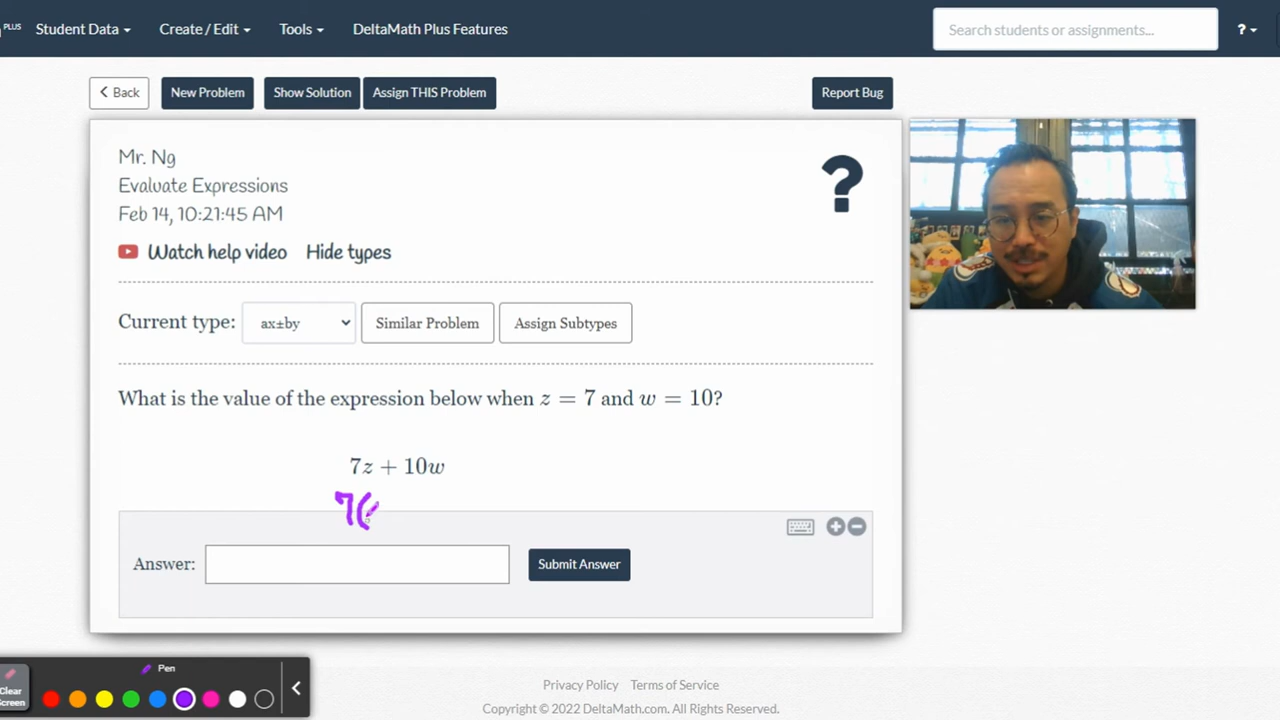 PLUS Student Data Create / Edit Tools DeltaMath Plus Features Search students or assignments... ?
Back New Problem Show Solution Assign THIS Problem Report Bug
Mr. Ng
Evaluate Expressions
Feb 14, 10:21:45 AM
?
Watch help video Hide types
Current type: ax±by Similar Problem Assign Subtypes
What is the value of the expression below when z = 7 and w = 10?
7z + 10w
7(
Answer: Submit Answer
Pen
Clear
Screen
Privacy Policy Terms of Service
Copyright © 2022 DeltaMath.com. All Rights Reserved.